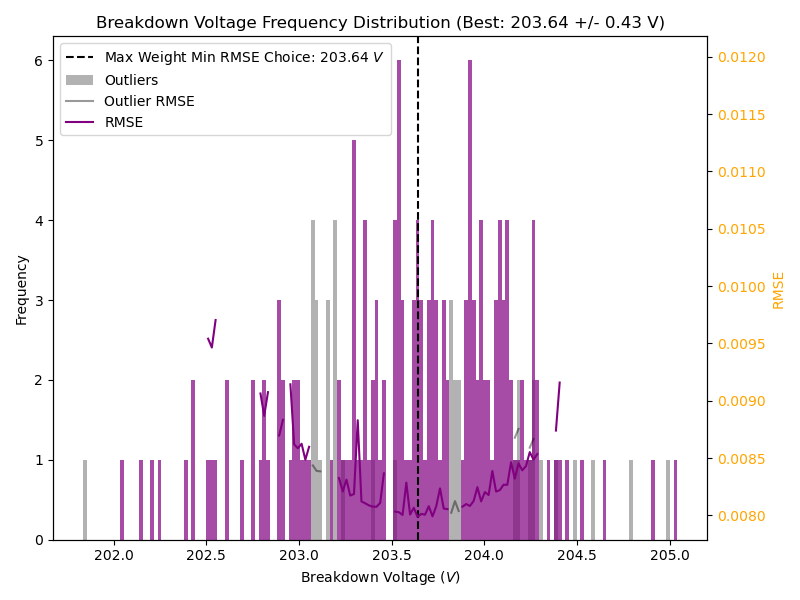 Breakdown Voltage Frequency Distribution (Best: 203.64 +/- 0.43 V)
Max Weight Min RMSE Choice: 203.64 V
Outliers
Outlier RMSE
RMSE
Frequency
6
5
4
3
2
1
0
202.0
202.5
203.0
203.5
204.0
204.5
205.0
Breakdown Voltage (V)
0.0120
0.0115
0.0110
0.0105
0.0100
0.0095
0.0090
0.0085
0.0080
RMSE